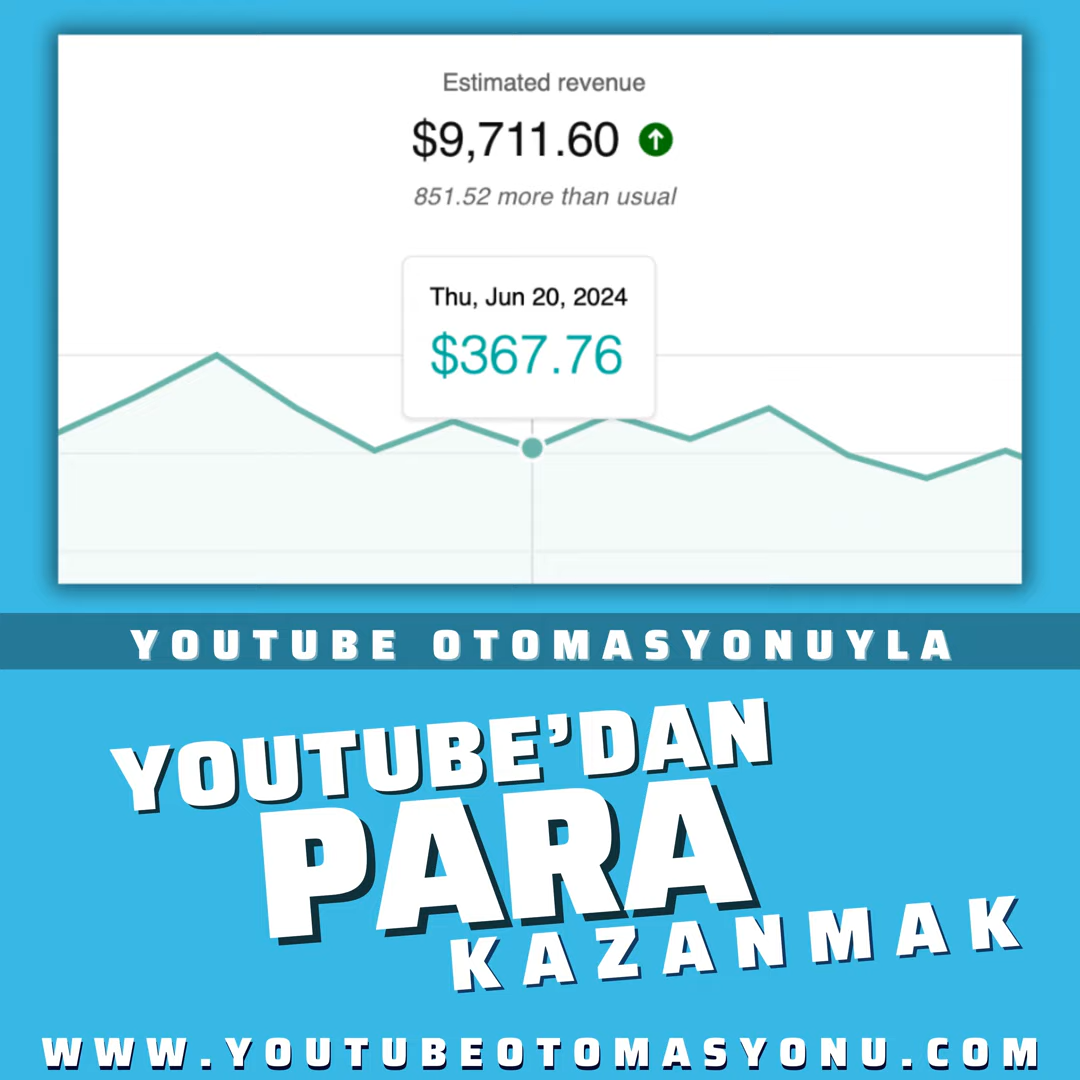 Estimated revenue
$9,711.60
851.52 more than usual
Thu, Jun 20, 2024
$367.76
YOUTUBE OTOMASYONUYLA
YOUTUBE'DAN
PARA
KAZANMAK
WWW.YOUTUBEOTOMASYONU.COM